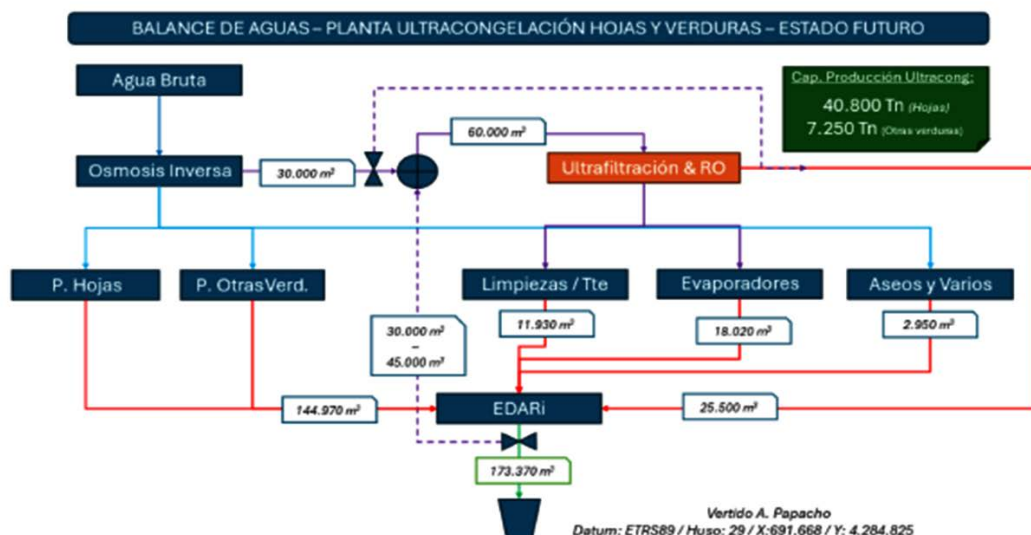 BALANCE DE AGUAS – PLANTA ULTRACONGELACIÓN HOJAS Y VERDURAS – ESTADO FUTURO
Agua Bruta
Cap. Producción Ultracong:
40.800 Tn (Hojas)
7.250 Tn (Otras verduras)
60.000 m³
Osmosis Inversa
30.000 m³
Ultrafiltración & RO
P. Hojas
P. OtrasVerd.
Limpiezas / Tte
Evaporadores
Aseos y Varios
11.930 m³
18.020 m³
2.950 m³
30.000 m³
–
45.000 m³
144.970 m³
EDARi
25.500 m³
173.370 m³
Vertido A. Papacho
Datum: ETRS89 / Huso: 29 / X:691.668 / Y: 4.284.825